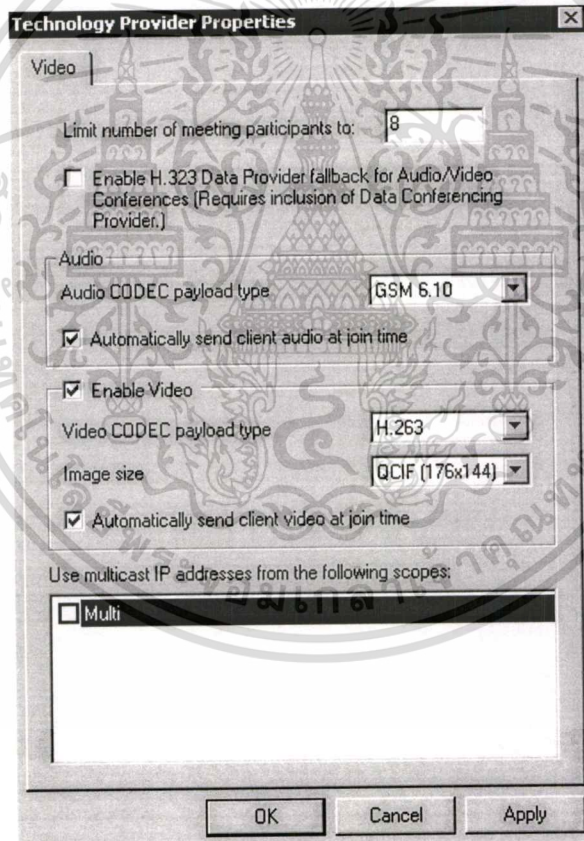 Technology Provider Properties
Video
Limit number of meeting participants to: 8
Enable H.323 Data Provider fallback for Audio/Video
Conferences (Requires inclusion of Data Conferencing
Provider.)
Audio
Audio CODEC payload type GSM 6.10
Automatically send client audio at join time
Enable Video
Video CODEC payload type H.263
Image size QCIF (176x144)
Automatically send client video at join time
Use multicast IP addresses from the following scopes:
Multi
OK Cancel Apply